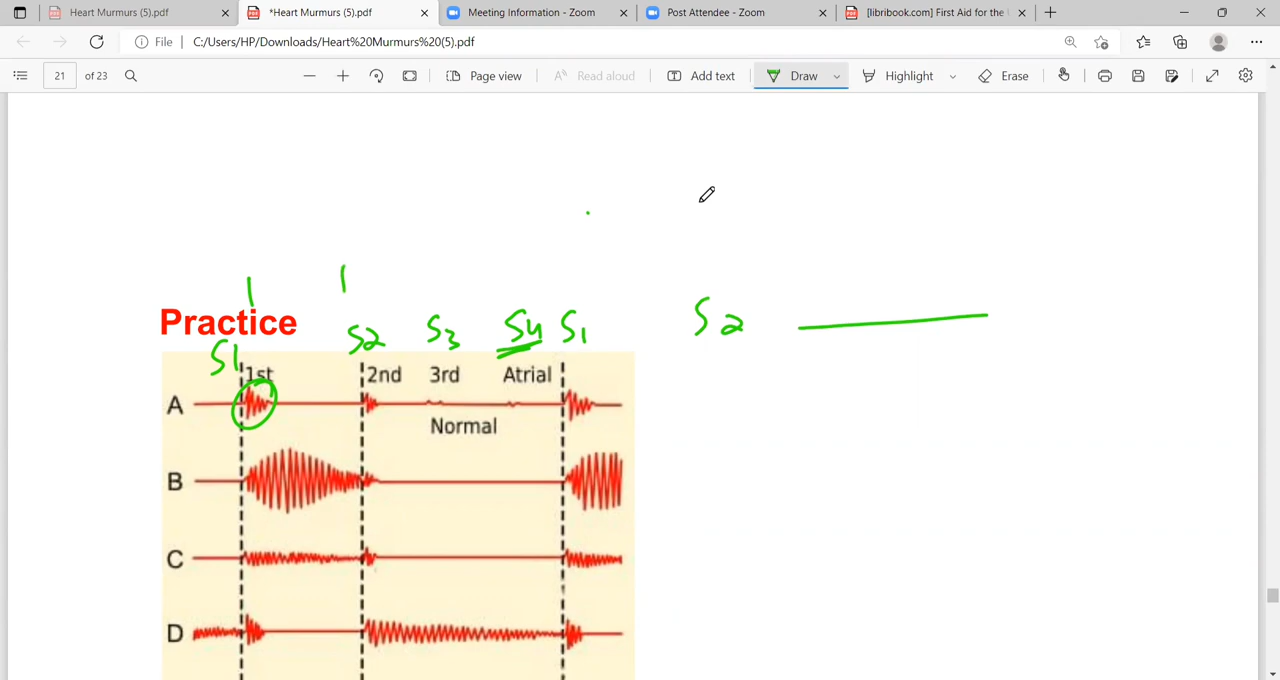 Heart Murmurs (5).pdf
*Heart Murmurs (5).pdf
Meeting Information - Zoom
Post Attendee - Zoom
[libribook.com] First Aid for the
File
C:/Users/HP/Downloads/Heart%20Murmurs%20(5).pdf
21 of 23
Page view
Read aloud
Add text
Draw
Highlight
Erase
Practice
S1 S2 S3 S4 S1 S2
1st 2nd 3rd Atrial
A
Normal
B
C
D